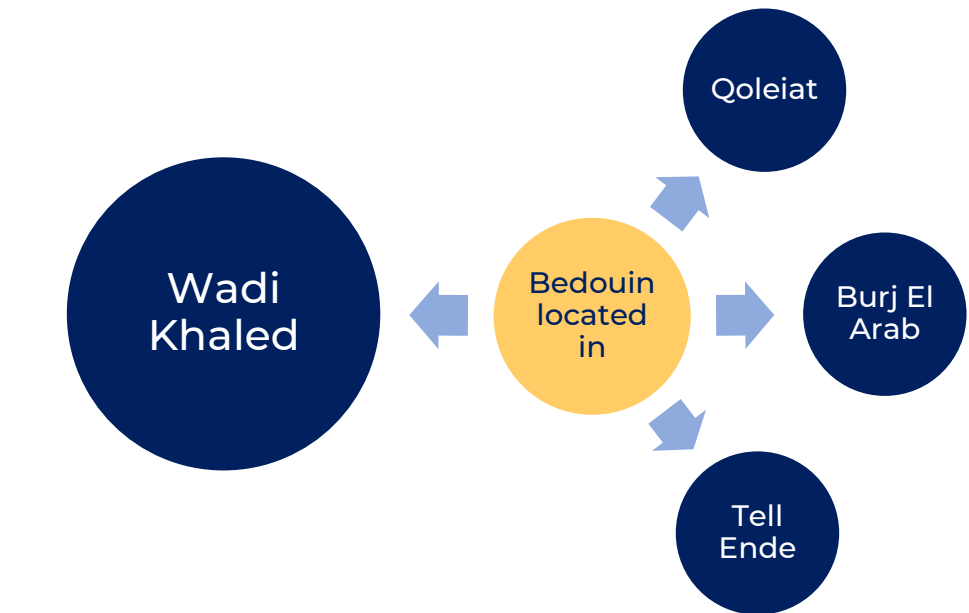 Qoleiat
Wadi
Khaled
Bedouin
located
in
Burj El
Arab
Tell
Ende